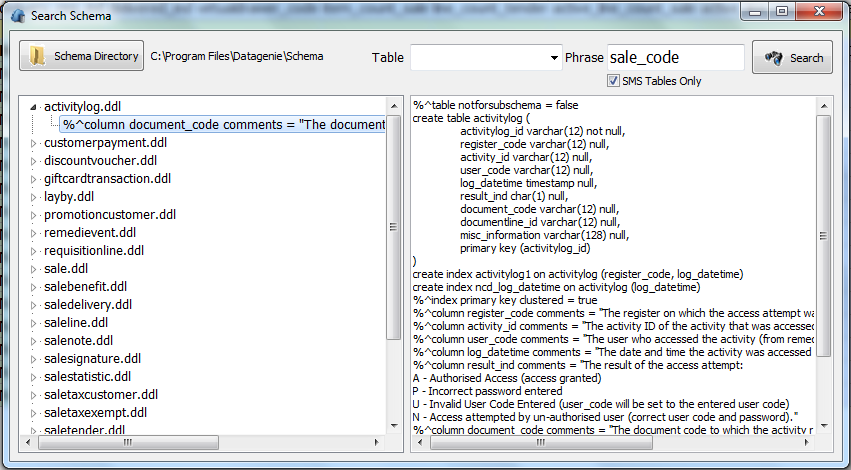 Search Schema
Schema Directory
C:\Program Files\Datagenie\Schema
Table
Phrase
sale_code
Search
SMS Tables Only
activitylog.ddl
%^column document_code comments = "The document
customerpayment.ddl
discountvoucher.ddl
giftcardtransaction.ddl
layby.ddl
promotioncustomer.ddl
remedievent.ddl
requisitionline.ddl
sale.ddl
salebenefit.ddl
saledelivery.ddl
saleline.ddl
salenote.ddl
salesignature.ddl
salestatistic.ddl
saletaxcustomer.ddl
saletaxexempt.ddl
saletender.ddl
%^table notforsubschema = false
create table activitylog (
activitylog_id varchar(12) not null,
register_code varchar(12) null,
activity_id varchar(12) null,
user_code varchar(12) null,
log_datetime timestamp null,
result_ind char(1) null,
document_code varchar(12) null,
documentline_id varchar(12) null,
misc_information varchar(128) null,
primary key (activitylog_id)
)
create index activitylog1 on activitylog (register_code, log_datetime)
create index ncd_log_datetime on activitylog (log_datetime)
%^index primary key clustered = true
%^column register_code comments = "The register on which the access attempt wa
%^column activity_id comments = "The activity ID of the activity that was accessed
%^column user_code comments = "The user who accessed the activity (from remed
%^column log_datetime comments = "The date and time the activity was accessed
%^column result_ind comments = "The result of the access attempt:
A - Authorised Access (access granted)
P - Incorrect password entered
U - Invalid User Code Entered (user_code will be set to the entered user code)
N - Access attempted by un-authorised user (correct user code and password)."
%^column document_code comments = "The document code to which the activity r